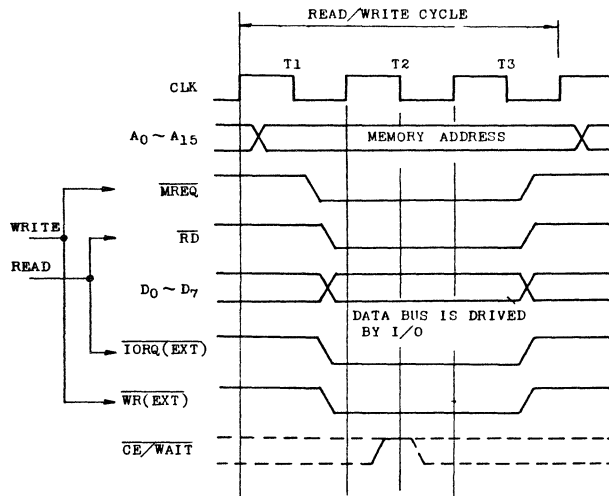 READ/WRITE CYCLE
T1 T2 T3
CLK
A0 ~ A15 MEMORY ADDRESS
MREQ
WRITE
RD
READ
D0 ~ D7
DATA BUS IS DRIVED
BY I/O
IORQ(EXT)
WR(EXT)
CE/WAIT